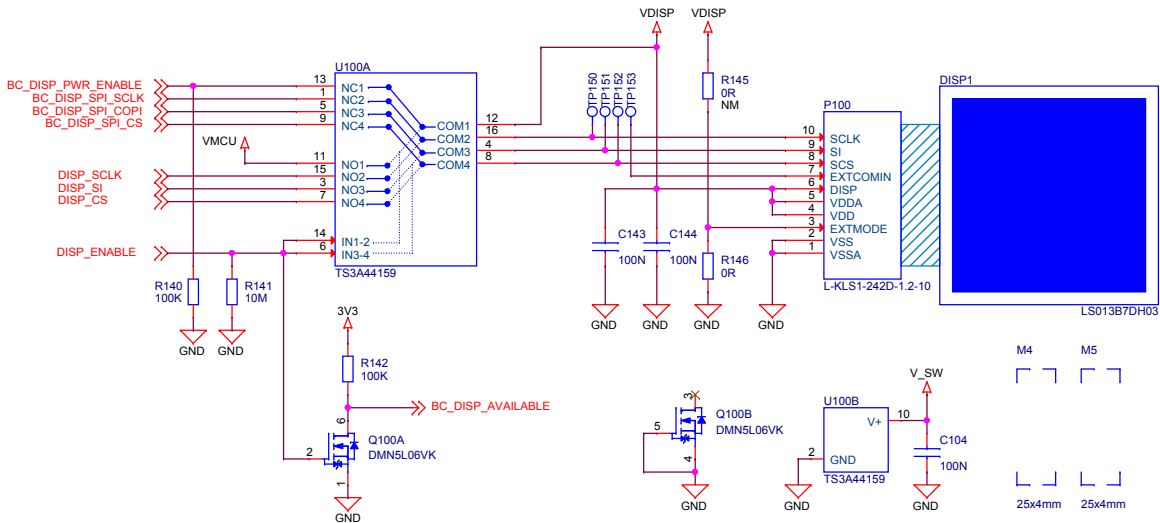 VDISP
VDISP
U100A
BC_DISP_PWR_ENABLE
BC_DISP_SPI_SCLK
BC_DISP_SPI_COPI
BC_DISP_SPI_CS
VMCU
DISP_SCLK
DISP_SI
DISP_CS
DISP_ENABLE
13
1
5
9
11
15
3
7
14
6
NC1
NC2
NC3
NC4
NO1
NO2
NO3
NO4
IN1-2
IN3-4
COM1
COM2
COM3
COM4
12
16
4
8
TS3A44159
TP150
TP151
TP152
TP153
R145
0R
NM
P100
10
9
8
7
6
5
4
3
2
1
SCLK
SI
SCS
EXTCOMIN
DISP
VDDA
VDD
EXTMODE
VSS
VSSA
L-KLS1-242D-1.2-10
DISP1
LS013B7DH03
C143
100N
C144
100N
R146
0R
GND
GND
GND
GND
R140
100K
R141
10M
GND
GND
3V3
R142
100K
BC_DISP_AVAILABLE
6
2
1
Q100A
DMN5L06VK
GND
3
5
4
Q100B
DMN5L06VK
GND
U100B
V+
10
2
GND
TS3A44159
GND
V_SW
C104
100N
GND
M4
M5
25x4mm
25x4mm